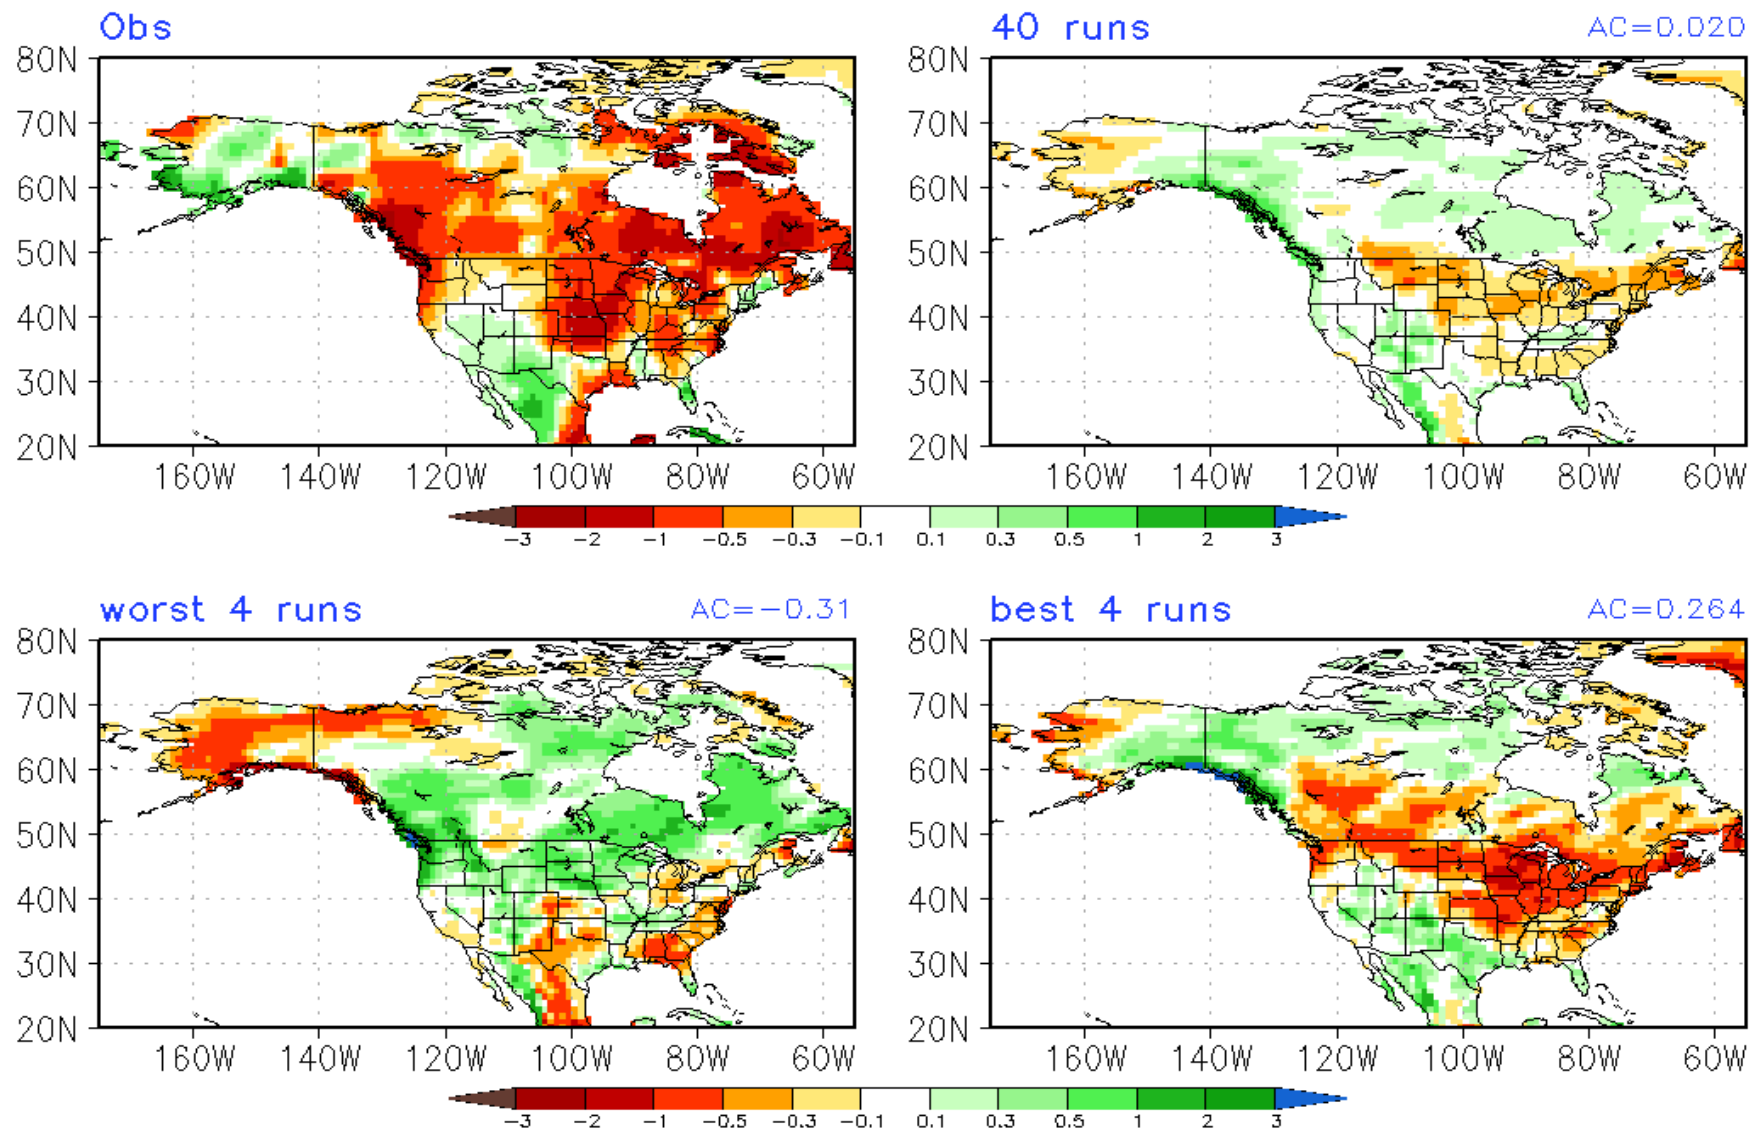 Obs
40 runs AC=0.020
80N 80N
70N 70N
60N 60N
50N 50N
40N 40N
30N 30N
20N 20N
160W 140W 120W 100W 80W 60W 160W 140W 120W 100W 80W 60W
-3 -2 -1 -0.5 -0.3 -0.1 0.1 0.3 0.5 1 2 3
worst 4 runs AC=-0.31
best 4 runs AC=0.264
80N 80N
70N 70N
60N 60N
50N 50N
40N 40N
30N 30N
20N 20N
160W 140W 120W 100W 80W 60W 160W 140W 120W 100W 80W 60W
-3 -2 -1 -0.5 -0.3 -0.1 0.1 0.3 0.5 1 2 3